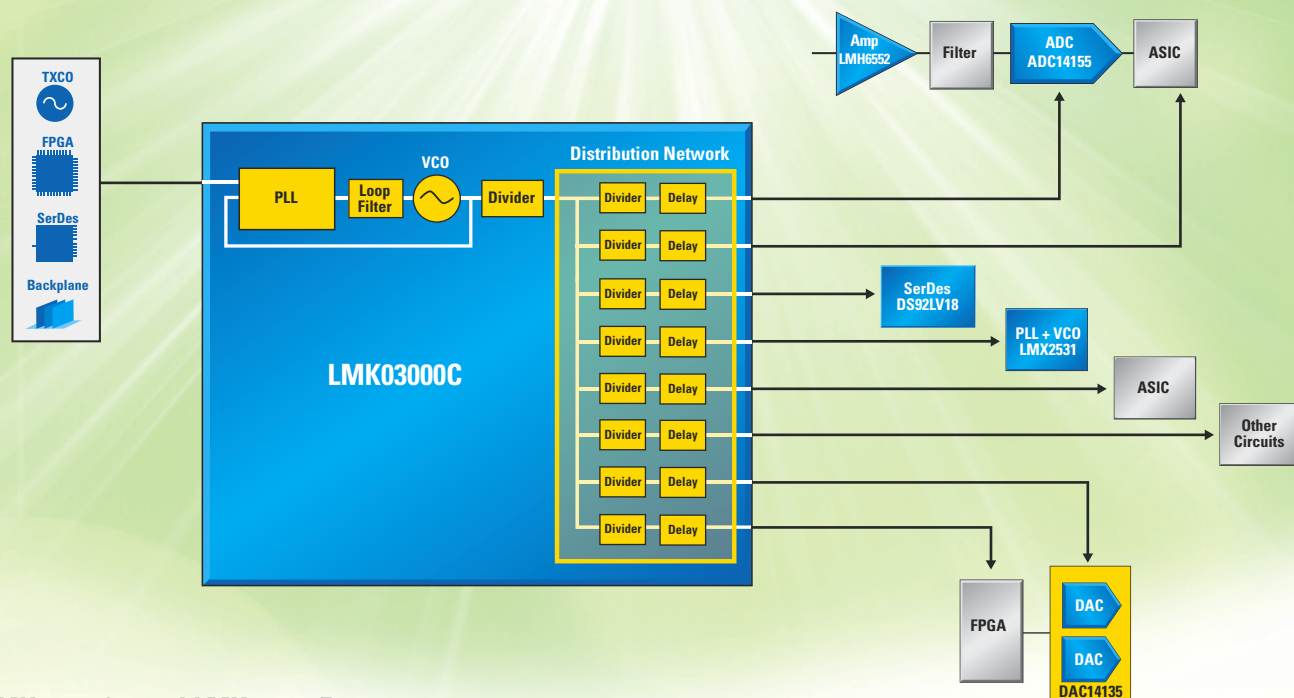 TXCO
FPGA
SerDes
Backplane
PLL
Loop
Filter
VCO
Divider
Distribution Network
Divider Delay
Divider Delay
Divider Delay
Divider Delay
Divider Delay
Divider Delay
Divider Delay
Divider Delay
LMK03000C
Amp
LMH6552
Filter
ADC
ADC14155
ASIC
SerDes
DS92LV18
PLL + VCO
LMX2531
ASIC
Other
Circuits
FPGA
DAC
DAC
DAC14135